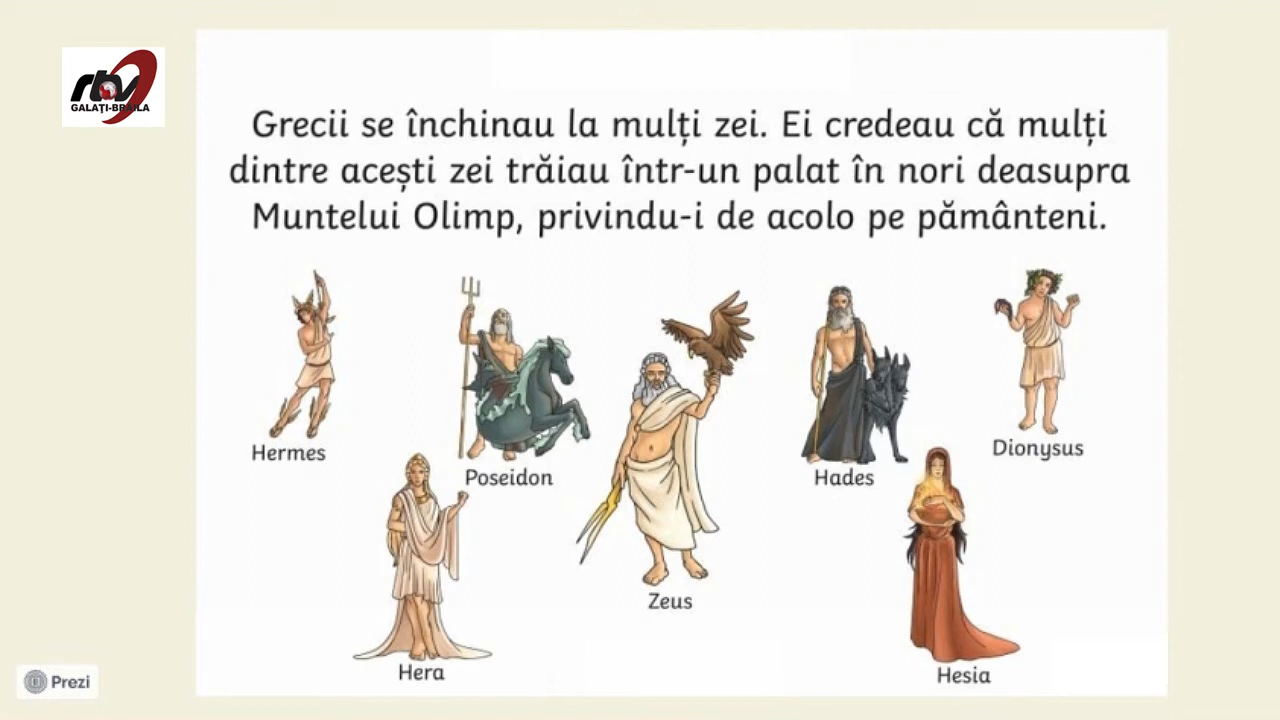 rtv
GALAȚI-BRĂILA
Grecii se închinau la mulți zei. Ei credeau că mulți
dintre acești zei trăiau într-un palat în nori deasupra
Muntelui Olimp, privindu-i de acolo pe pământeni.
Hermes
Poseidon
Hades
Dionysus
Hera
Zeus
Hesia
Prezi